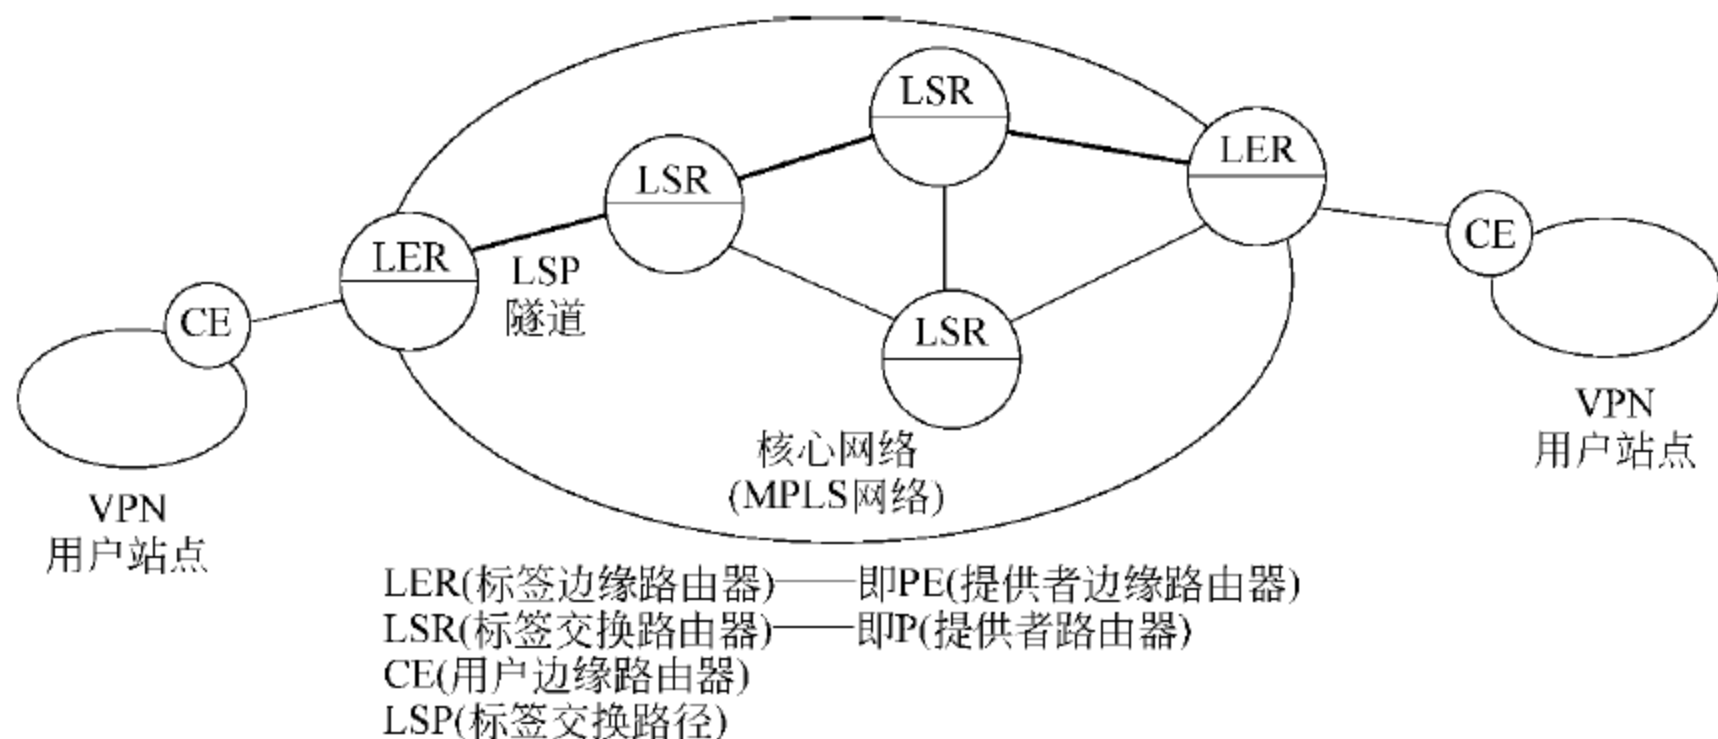 LSR
LER
LSR
CE
LER
LSP
隧道
CE
LSR
VPN
用户站点
核心网络
(MPLS网络)
VPN
用户站点
LER(标签边缘路由器)——即PE(提供者边缘路由器)
LSR(标签交换路由器)——即P(提供者路由器)
CE(用户边缘路由器)
LSP(标签交换路径)